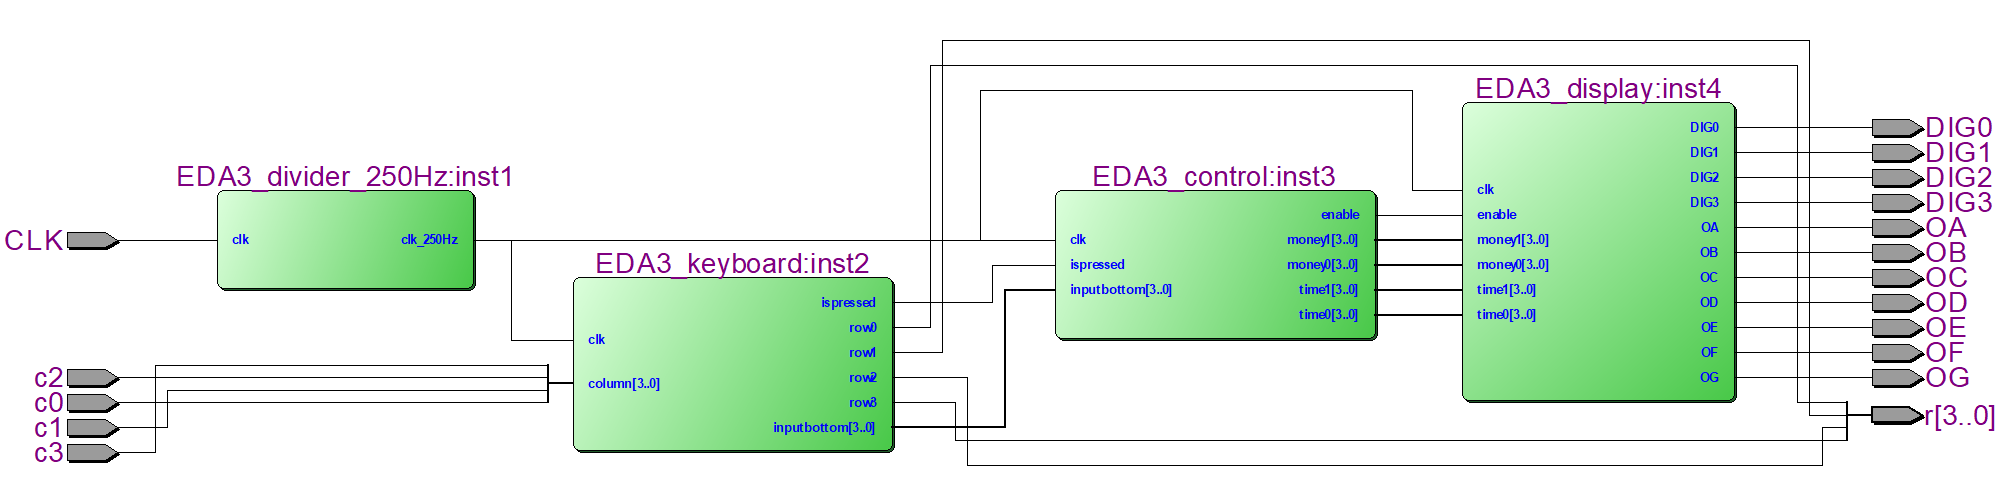 CLK
c2
c0
c1
c3
EDA3_divider_250Hz:inst1
clk
clk_250Hz
EDA3_keyboard:inst2
clk
column[3..0]
ispressed
row0
row1
row2
row3
inputbottom[3..0]
EDA3_control:inst3
clk
ispressed
inputbottom[3..0]
enable
money1[3..0]
money0[3..0]
time1[3..0]
time0[3..0]
EDA3_display:inst4
clk
enable
money1[3..0]
money0[3..0]
time1[3..0]
time0[3..0]
DIG0
DIG1
DIG2
DIG3
OA
OB
OC
OD
OE
OF
OG
DIG0
DIG1
DIG2
DIG3
OA
OB
OC
OD
OE
OF
OG
r[3..0]